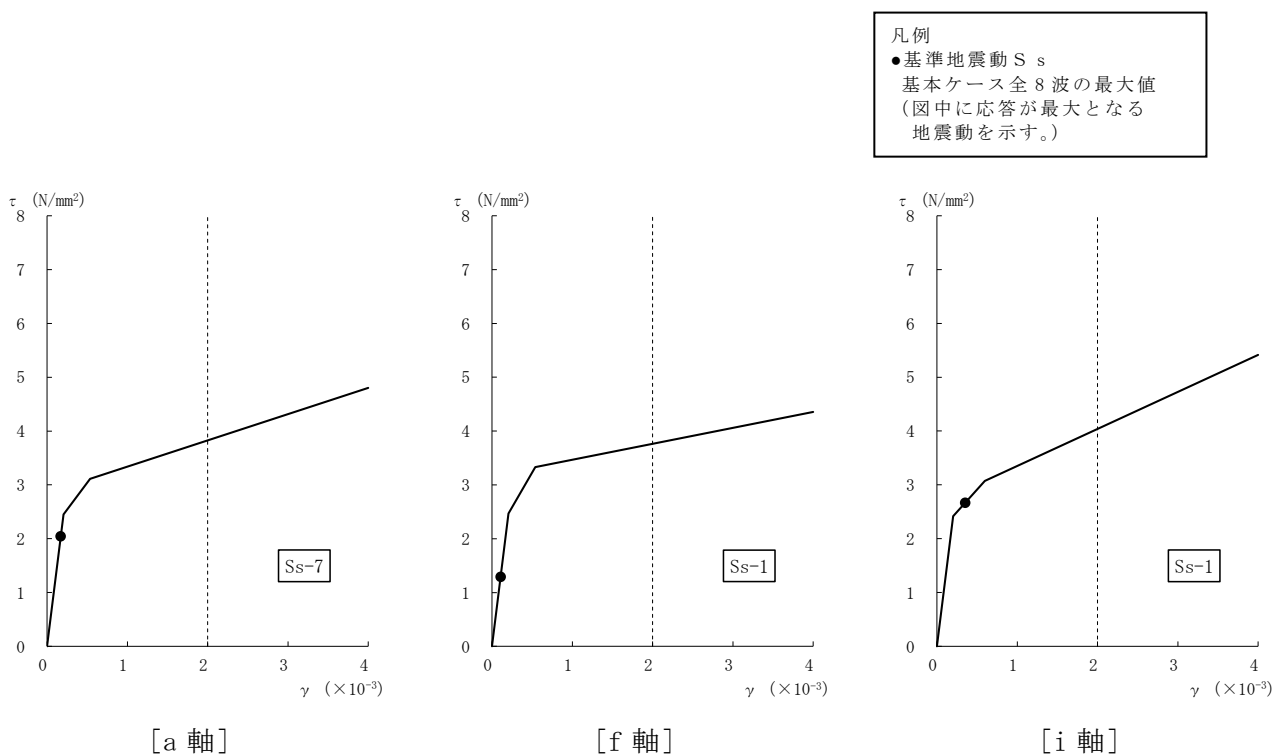 凡例
●基準地震動Ｓｓ
基本ケース全８波の最大値
（図中に応答が最大となる
地震動を示す。）
τ (N/mm²)
8
7
6
5
4
3
2
1
0
Ss-7
0 1 2 3 4
γ (×10⁻³)
[a 軸]
τ (N/mm²)
8
7
6
5
4
3
2
1
0
Ss-1
0 1 2 3 4
γ (×10⁻³)
[f 軸]
τ (N/mm²)
8
7
6
5
4
3
2
1
0
Ss-1
0 1 2 3 4
γ (×10⁻³)
[i 軸]